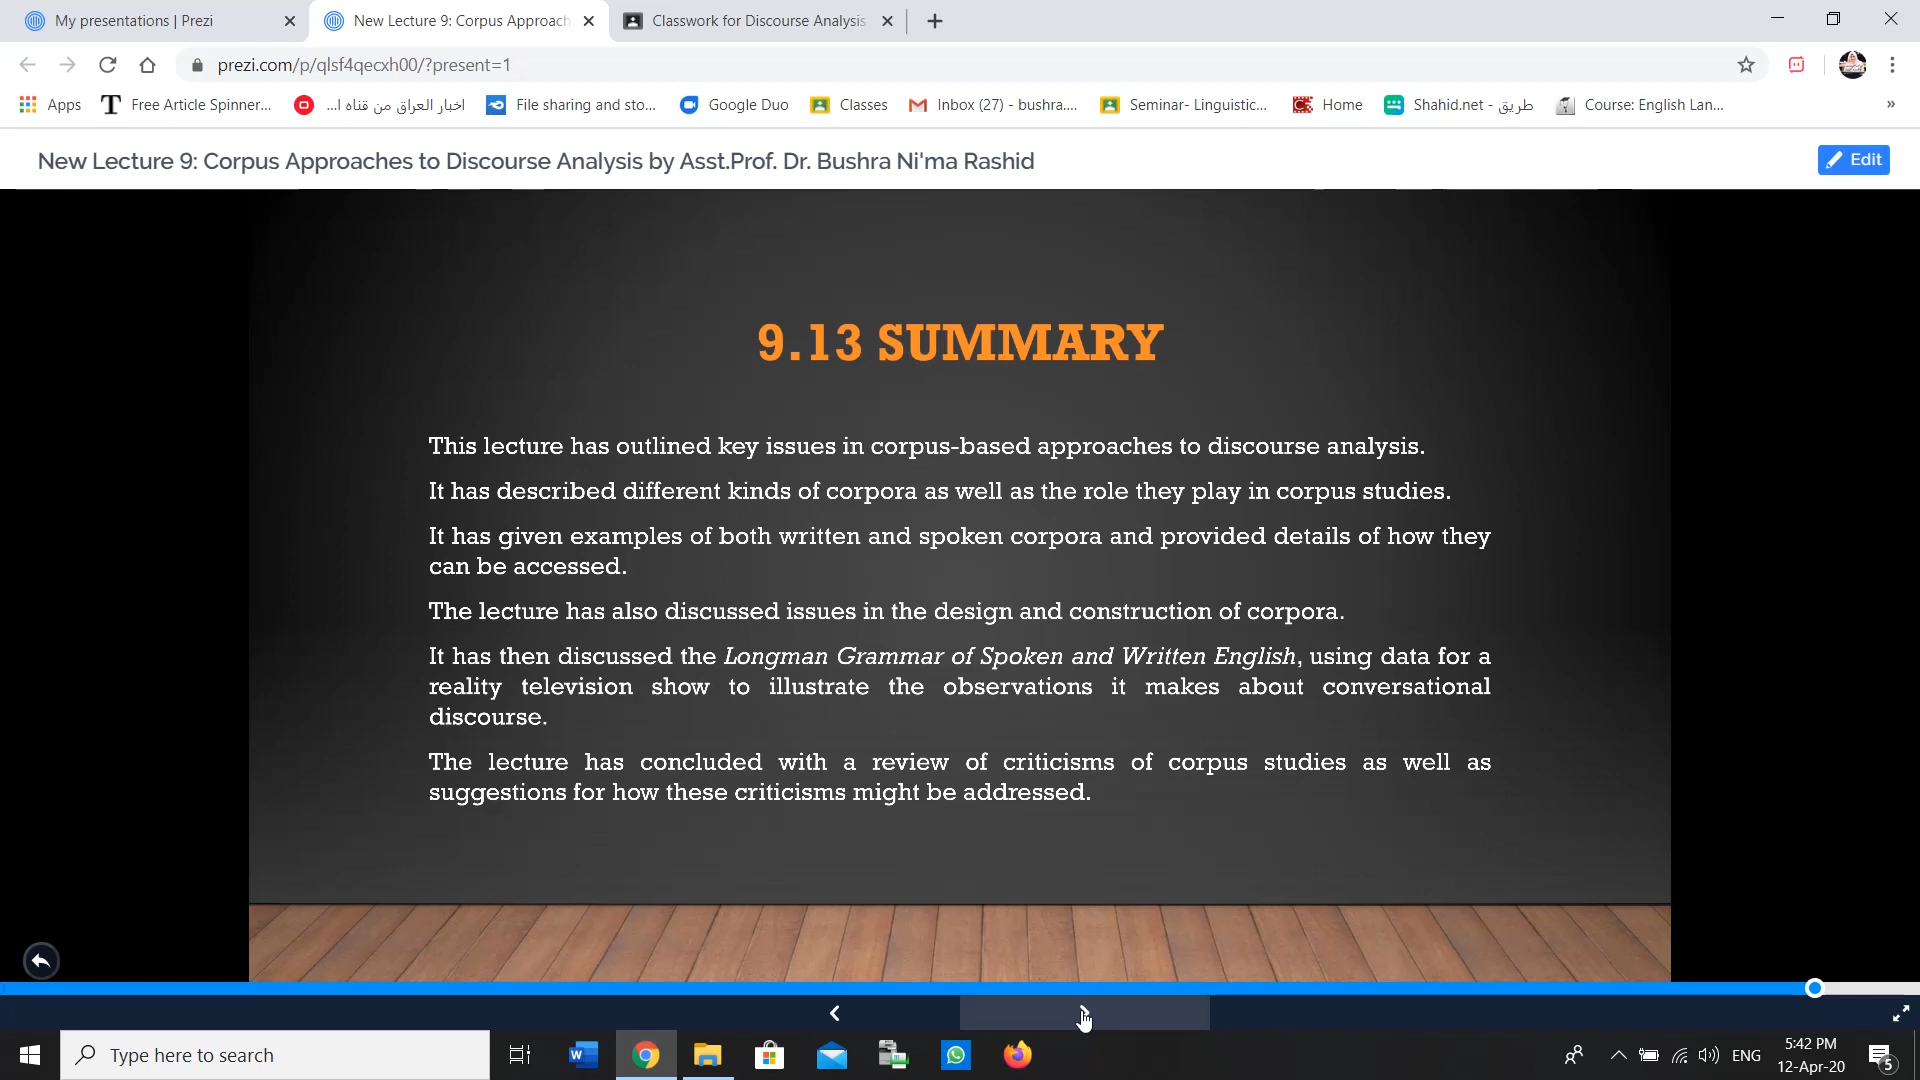 My presentations | Prezi
New Lecture 9: Corpus Approach
Classwork for Discourse Analysis
prezi.com/p/qlsf4qecxh00/?present=1
Apps
Free Article Spinner...
اخبار العراق من قناه ا...
File sharing and sto...
Google Duo
Classes
Inbox (27) - bushra....
Seminar- Linguistic...
Home
Shahid.net - طريق
Course: English Lan...
»
New Lecture 9: Corpus Approaches to Discourse Analysis by Asst.Prof. Dr. Bushra Ni'ma Rashid
Edit
9.13 SUMMARY
This lecture has outlined key issues in corpus-based approaches to discourse analysis.
It has described different kinds of corpora as well as the role they play in corpus studies.
It has given examples of both written and spoken corpora and provided details of how they
can be accessed.
The lecture has also discussed issues in the design and construction of corpora.
It has then discussed the Longman Grammar of Spoken and Written English, using data for a
reality television show to illustrate the observations it makes about conversational
discourse.
The lecture has concluded with a review of criticisms of corpus studies as well as
suggestions for how these criticisms might be addressed.
Type here to search
ENG
5:42 PM
12-Apr-20
5